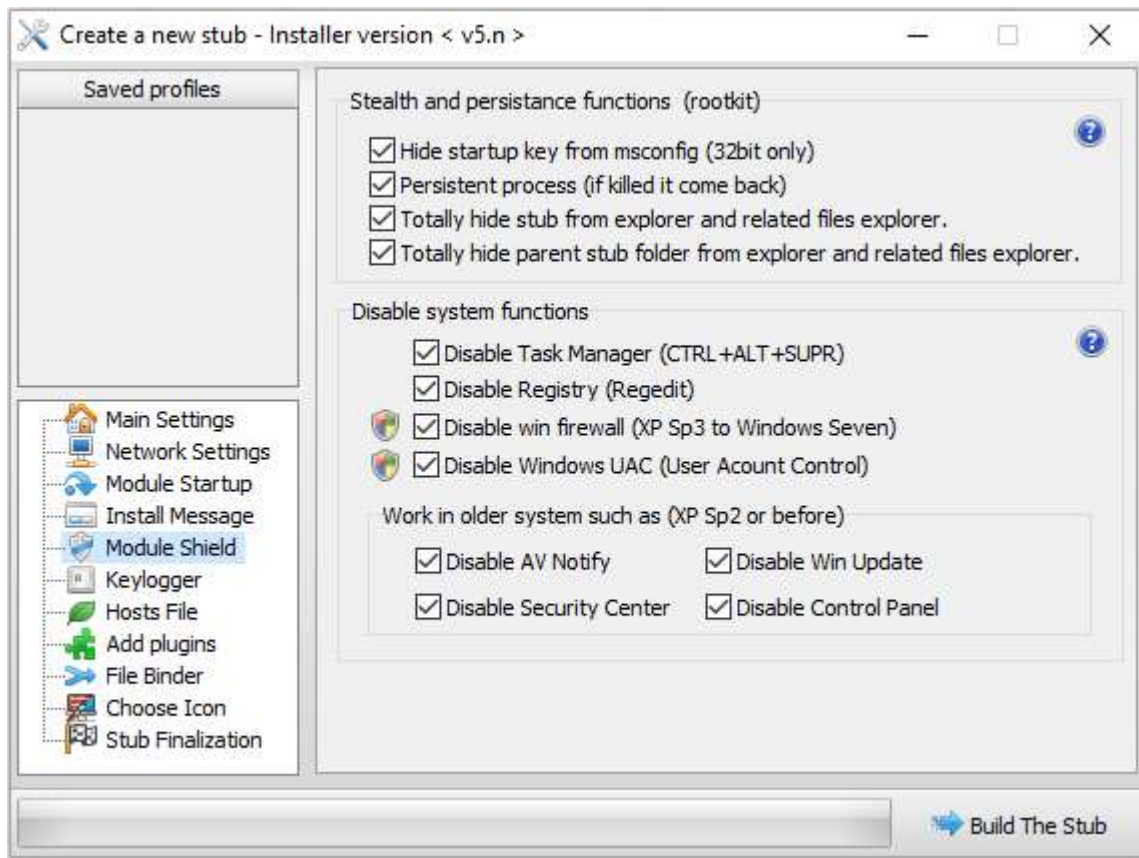 Create a new stub - Installer version < v5.n >
Saved profiles
Main Settings
Network Settings
Module Startup
Install Message
Module Shield
Keylogger
Hosts File
Add plugins
File Binder
Choose Icon
Stub Finalization
Stealth and persistance functions (rootkit)
Hide startup key from msconfig (32bit only)
Persistent process (if killed it come back)
Totally hide stub from explorer and related files explorer.
Totally hide parent stub folder from explorer and related files explorer.
Disable system functions
Disable Task Manager (CTRL+ALT+SUPR)
Disable Registry (Regedit)
Disable win firewall (XP Sp3 to Windows Seven)
Disable Windows UAC (User Acount Control)
Work in older system such as (XP Sp2 or before)
Disable AV Notify Disable Win Update
Disable Security Center Disable Control Panel
Build The Stub